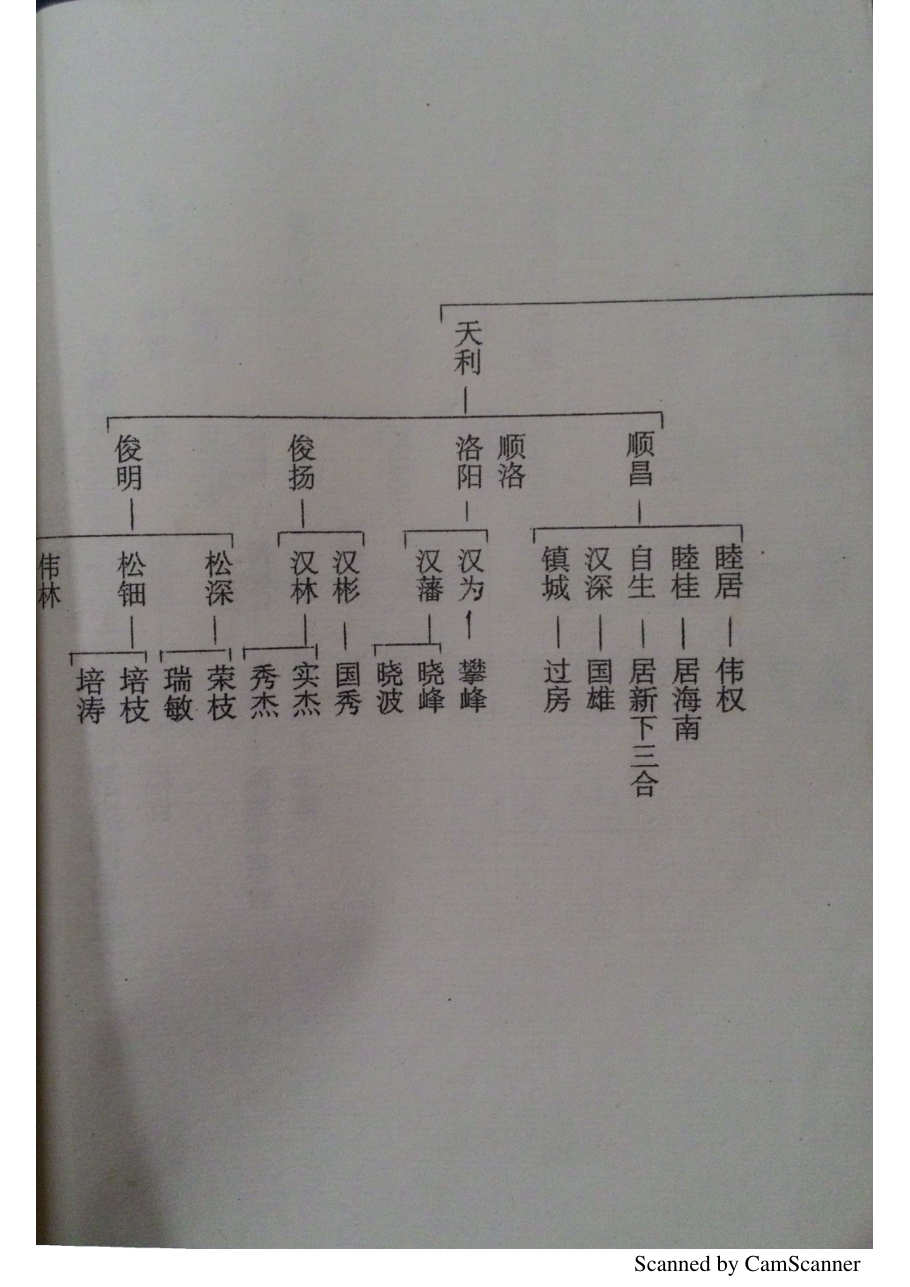 天利
顺昌
顺洛
洛阳
俊扬
俊明
睦居
睦桂
自生
汉深
镇城
汉为
汉藩
汉彬
汉林
松深
松钿
伟林
伟权
居海南
居新下三合
国雄
过房
攀峰
晓峰
晓波
国秀
实杰
秀杰
荣枝
瑞敏
培枝
培涛
Scanned by CamScanner